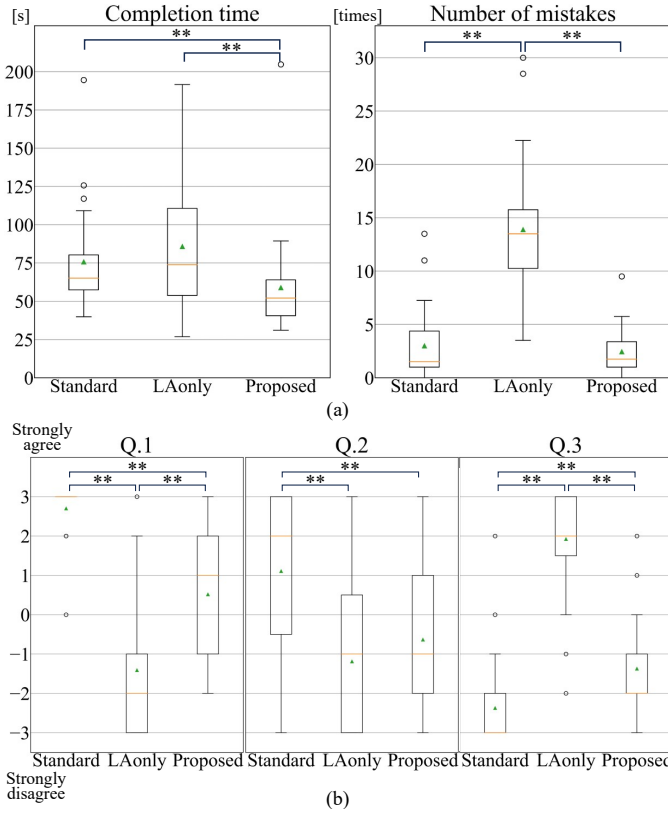 [s] Completion time
**
**
200
175
150
125
100
75
50
25
0
Standard LAonly Proposed
[times] Number of mistakes
** **
30
25
20
15
10
5
0
Standard LAonly Proposed
(a)
Strongly
agree
Q.1 Q.2 Q.3
** ** **
** ** ** ** **
3
2
1
0
−1
−2
−3
Standard LAonly Proposed Standard LAonly Proposed Standard LAonly Proposed
Strongly
disagree
(b)